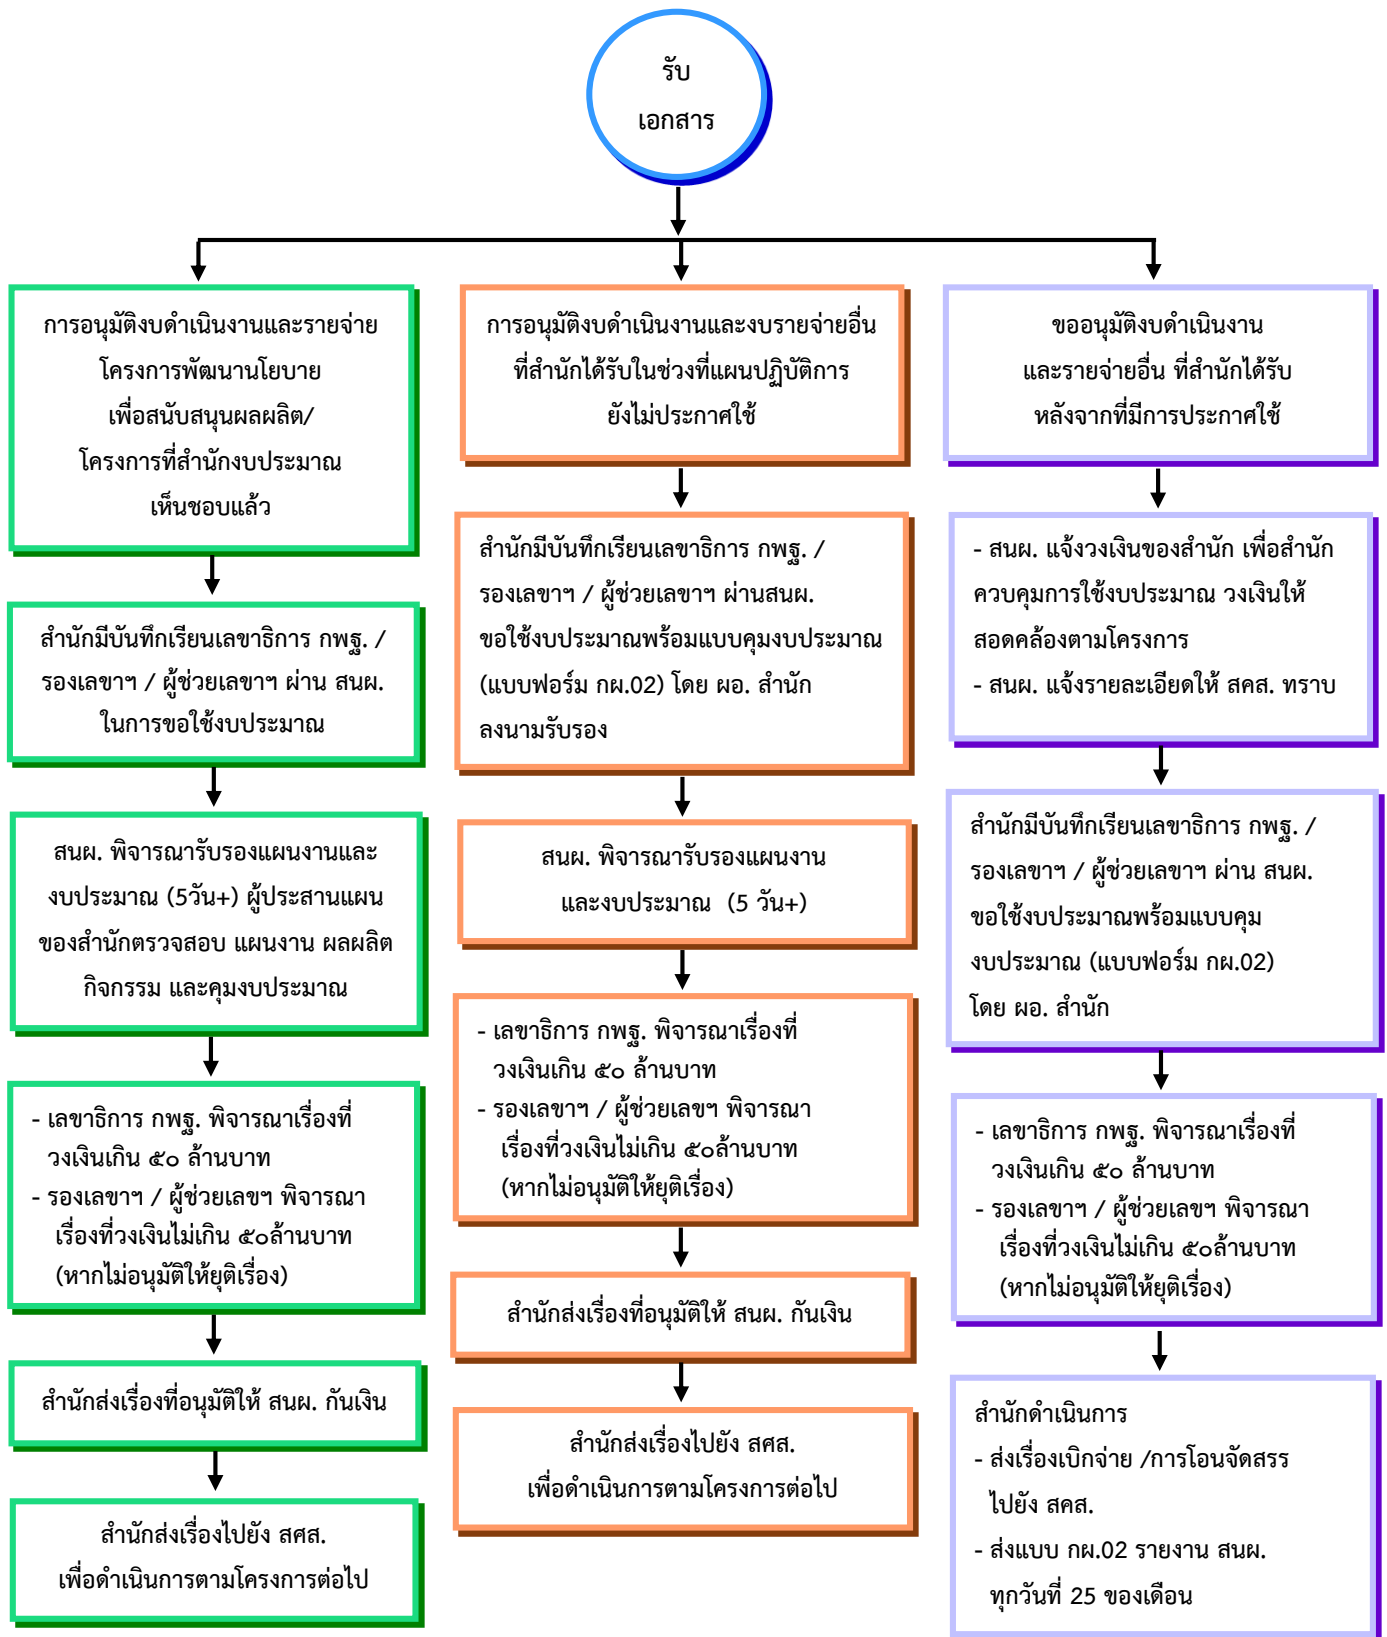 รับ
เอกสาร
การอนุมัติงบดำเนินงานและรายจ่าย
โครงการพัฒนานโยบาย
เพื่อสนับสนุนผลผลิต/
โครงการที่สำนักงบประมาณ
เห็นชอบแล้ว
สำนักมีบันทึกเรียนเลขาธิการ กพฐ. /
รองเลขาฯ / ผู้ช่วยเลขาฯ ผ่าน สนผ.
ในการขอใช้งบประมาณ
สนผ. พิจารณารับรองแผนงานและ
งบประมาณ (5วัน+) ผู้ประสานแผน
ของสำนักตรวจสอบ แผนงาน ผลผลิต
กิจกรรม และคุมงบประมาณ
- เลขาธิการ กพฐ. พิจารณาเรื่องที่
วงเงินเกิน ๕๐ ล้านบาท
- รองเลขาฯ / ผู้ช่วยเลขฯ พิจารณา
เรื่องที่วงเงินไม่เกิน ๕๐ล้านบาท
(หากไม่อนุมัติให้ยุติเรื่อง)
สำนักส่งเรื่องที่อนุมัติให้ สนผ. กันเงิน
สำนักส่งเรื่องไปยัง สศส.
เพื่อดำเนินการตามโครงการต่อไป
การอนุมัติงบดำเนินงานและงบรายจ่ายอื่น
ที่สำนักได้รับในช่วงที่แผนปฏิบัติการ
ยังไม่ประกาศใช้
สำนักมีบันทึกเรียนเลขาธิการ กพฐ. /
รองเลขาฯ / ผู้ช่วยเลขาฯ ผ่านสนผ.
ขอใช้งบประมาณพร้อมแบบคุมงบประมาณ
(แบบฟอร์ม กผ.02) โดย ผอ. สำนัก
ลงนามรับรอง
สนผ. พิจารณารับรองแผนงาน
และงบประมาณ (5 วัน+)
- เลขาธิการ กพฐ. พิจารณาเรื่องที่
วงเงินเกิน ๕๐ ล้านบาท
- รองเลขาฯ / ผู้ช่วยเลขฯ พิจารณา
เรื่องที่วงเงินไม่เกิน ๕๐ล้านบาท
(หากไม่อนุมัติให้ยุติเรื่อง)
สำนักส่งเรื่องที่อนุมัติให้ สนผ. กันเงิน
สำนักส่งเรื่องไปยัง สศส.
เพื่อดำเนินการตามโครงการต่อไป
ขออนุมัติงบดำเนินงาน
และรายจ่ายอื่น ที่สำนักได้รับ
หลังจากที่มีการประกาศใช้
- สนผ. แจ้งวงเงินของสำนัก เพื่อสำนัก
ควบคุมการใช้งบประมาณ วงเงินให้
สอดคล้องตามโครงการ
- สนผ. แจ้งรายละเอียดให้ สคส. ทราบ
สำนักมีบันทึกเรียนเลขาธิการ กพฐ. /
รองเลขาฯ / ผู้ช่วยเลขาฯ ผ่าน สนผ.
ขอใช้งบประมาณพร้อมแบบคุม
งบประมาณ (แบบฟอร์ม กผ.02)
โดย ผอ. สำนัก
- เลขาธิการ กพฐ. พิจารณาเรื่องที่
วงเงินเกิน ๕๐ ล้านบาท
- รองเลขาฯ / ผู้ช่วยเลขฯ พิจารณา
เรื่องที่วงเงินไม่เกิน ๕๐ล้านบาท
(หากไม่อนุมัติให้ยุติเรื่อง)
สำนักดำเนินการ
- ส่งเรื่องเบิกจ่าย /การโอนจัดสรร
ไปยัง สคส.
- ส่งแบบ กผ.02 รายงาน สนผ.
ทุกวันที่ 25 ของเดือน